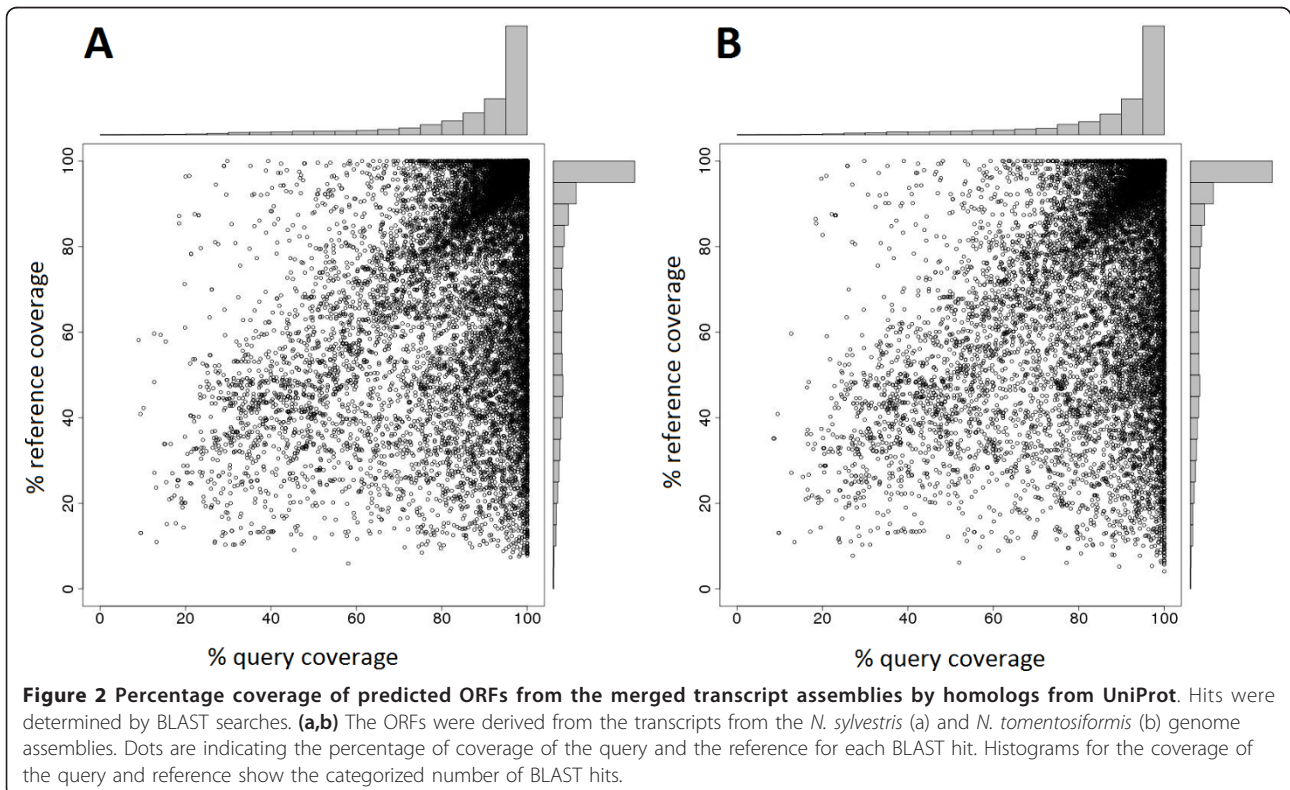 A
B
% reference coverage
0
20
40
60
80
100
0
20
40
60
80
100
% query coverage
% reference coverage
0
20
40
60
80
100
0
20
40
60
80
100
% query coverage
Figure 2 Percentage coverage of predicted ORFs from the merged transcript assemblies by homologs from UniProt. Hits were
determined by BLAST searches. (a,b) The ORFs were derived from the transcripts from the N. sylvestris (a) and N. tomentosiformis (b) genome
assemblies. Dots are indicating the percentage of coverage of the query and the reference for each BLAST hit. Histograms for the coverage of
the query and reference show the categorized number of BLAST hits.